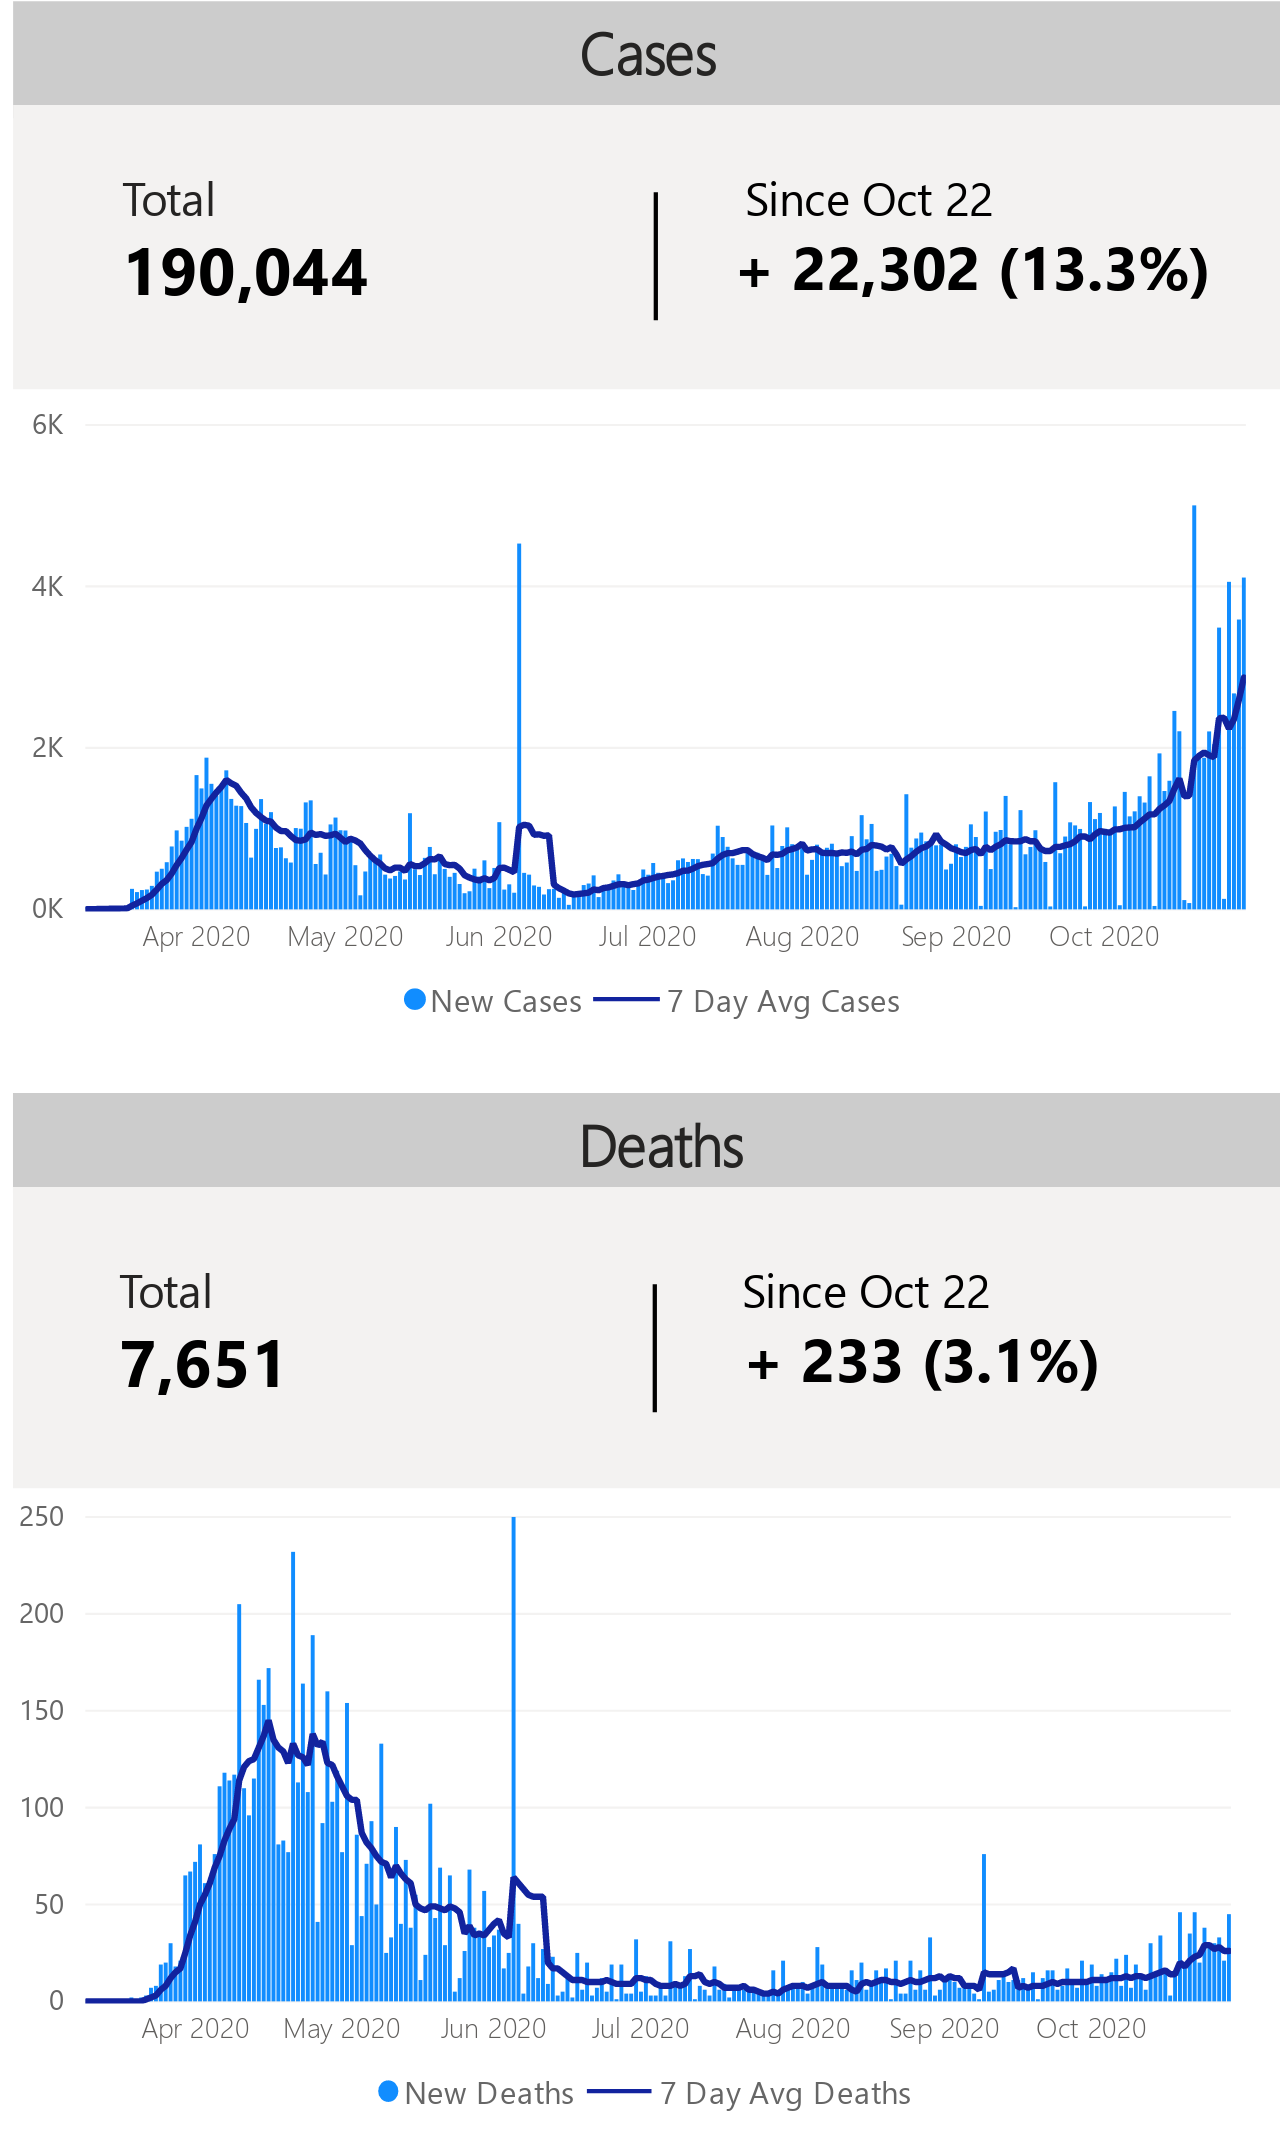 Cases
Total
190,044
Since Oct 22
+ 22,302 (13.3%)
6K
4K
2K
0K
Apr 2020 May 2020 Jun 2020 Jul 2020 Aug 2020 Sep 2020 Oct 2020
New Cases 7 Day Avg Cases
Deaths
Total
7,651
Since Oct 22
+ 233 (3.1%)
250
200
150
100
50
0
Apr 2020 May 2020 Jun 2020 Jul 2020 Aug 2020 Sep 2020 Oct 2020
New Deaths 7 Day Avg Deaths